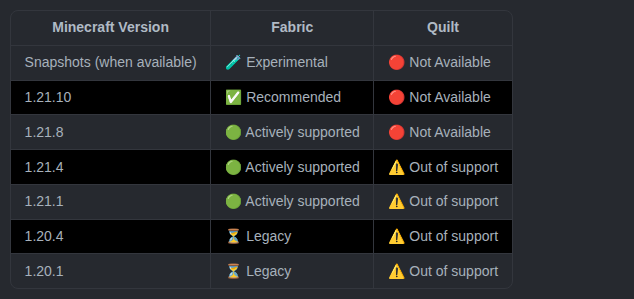 Minecraft Version Fabric Quilt
Snapshots (when available) 🧪 Experimental 🔴 Not Available
1.21.10 ✅ Recommended 🔴 Not Available
1.21.8 🟢 Actively supported 🔴 Not Available
1.21.4 🟢 Actively supported ⚠️ Out of support
1.21.1 🟢 Actively supported ⚠️ Out of support
1.20.4 ⏳ Legacy ⚠️ Out of support
1.20.1 ⏳ Legacy ⚠️ Out of support